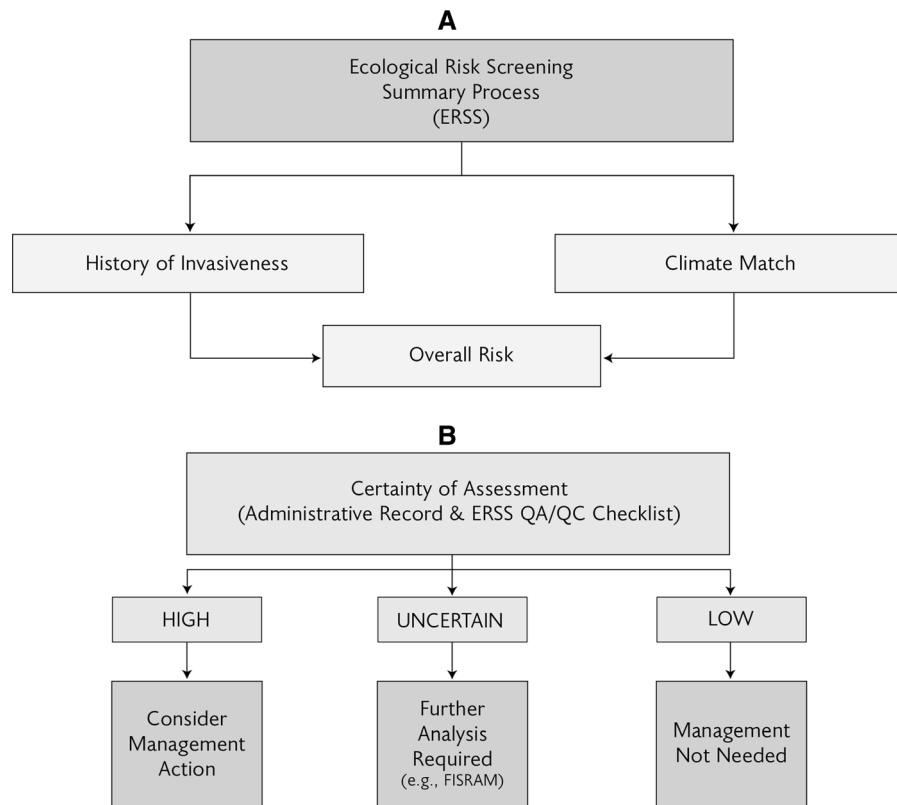 A
Ecological Risk Screening
Summary Process
(ERSS)
History of Invasiveness
Climate Match
Overall Risk
B
Certainty of Assessment
(Administrative Record & ERSS QA/QC Checklist)
HIGH
UNCERTAIN
LOW
Consider
Management
Action
Further
Analysis
Required
(e.g., FISRAM)
Management
Not Needed